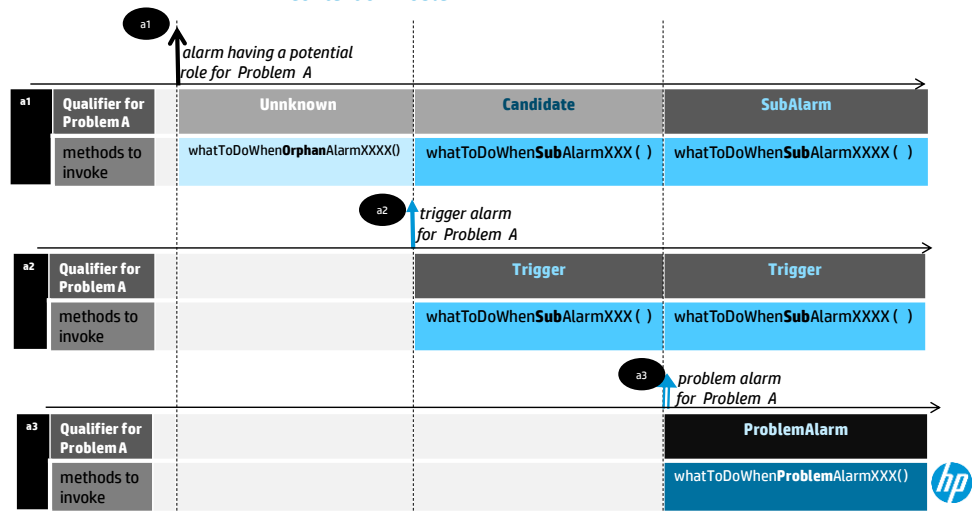 a1
alarm having a potential
role for Problem A
a1
Qualifier for
Problem A
Unnknown
Candidate
SubAlarm
methods to
invoke
whatToDoWhenOrphanAlarmXXXX()
whatToDoWhenSubAlarmXXX( )
whatToDoWhenSubAlarmXXXX( )
a2
trigger alarm
for Problem A
a2
Qualifier for
Problem A
Trigger
Trigger
methods to
invoke
whatToDoWhenSubAlarmXXX( )
whatToDoWhenSubAlarmXXXX( )
a3
problem alarm
for Problem A
a3
Qualifier for
Problem A
ProblemAlarm
methods to
invoke
whatToDoWhenProblemAlarmXXX()
hp